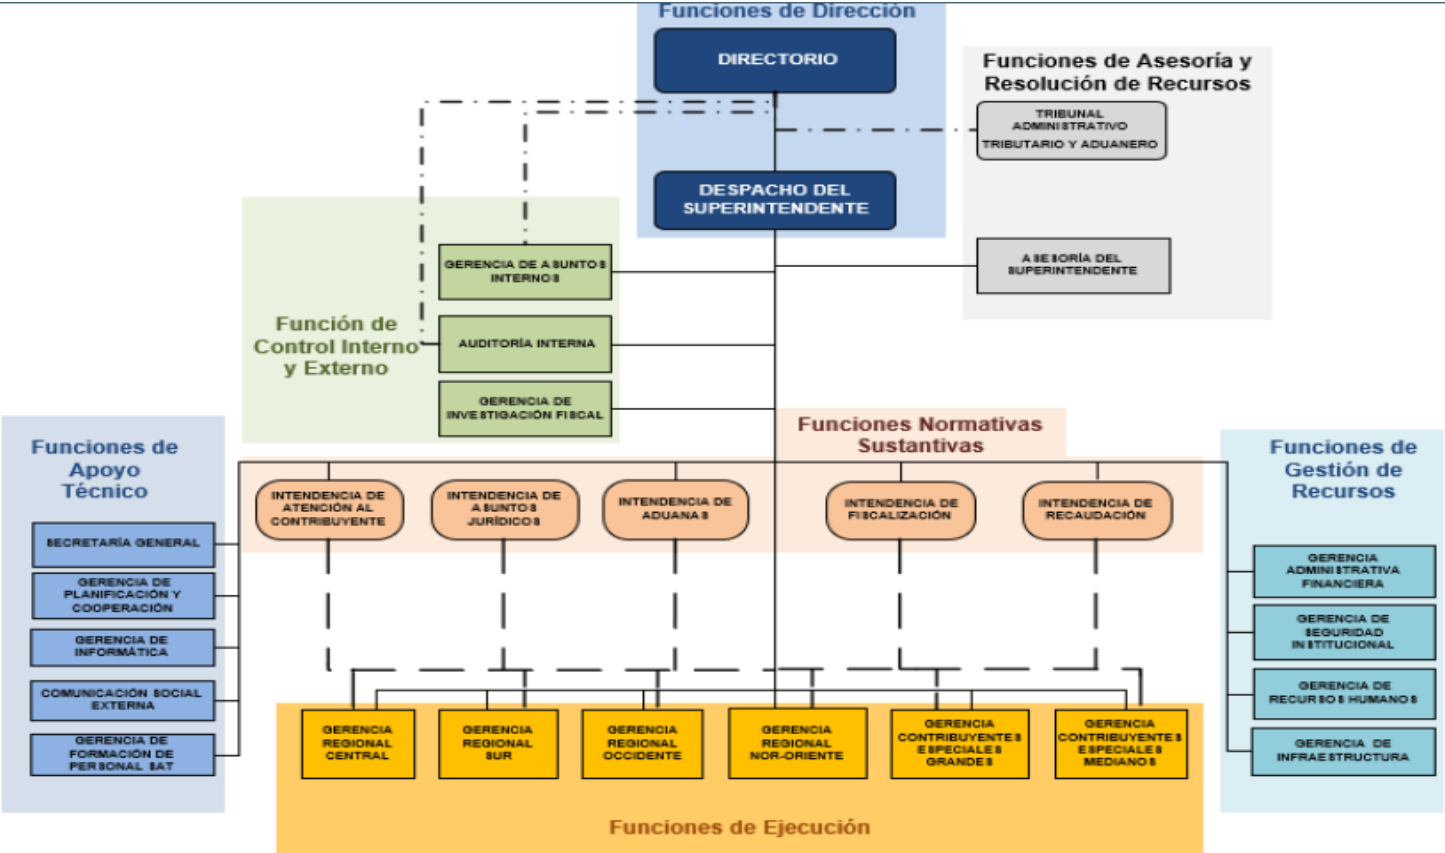 Funciones de Dirección
DIRECTORIO
Funciones de Asesoría y
Resolución de Recursos
TRIBUNAL
ADMINISTRATIVO
TRIBUTARIO Y ADUANERO
DESPACHO DEL
SUPERINTENDENTE
ASESORÍA DEL
SUPERINTENDENTE
GERENCIA DE ASUNTOS
INTERNOS
Función de
Control Interno
y Externo
AUDITORÍA INTERNA
GERENCIA DE
INVESTIGACIÓN FISCAL
Funciones Normativas
Sustantivas
Funciones de
Apoyo
Técnico
Funciones de
Gestión de
Recursos
INTENDENCIA DE
ATENCIÓN AL
CONTRIBUYENTE
INTENDENCIA DE
ASUNTOS
JURÍDICOS
INTENDENCIA DE
ADUANAS
INTENDENCIA DE
FISCALIZACIÓN
INTENDENCIA DE
RECAUDACIÓN
SECRETARÍA GENERAL
GERENCIA DE
PLANIFICACIÓN Y
COOPERACIÓN
GERENCIA DE
INFORMÁTICA
COMUNICACIÓN SOCIAL
EXTERNA
GERENCIA DE
FORMACIÓN DE
PERSONAL SAT
GERENCIA
ADMINISTRATIVA
FINANCIERA
GERENCIA DE
SEGURIDAD
INSTITUCIONAL
GERENCIA DE
RECURSOS HUMANOS
GERENCIA DE
INFRAESTRUCTURA
GERENCIA
REGIONAL
CENTRAL
GERENCIA
REGIONAL
SUR
GERENCIA
REGIONAL
OCCIDENTE
GERENCIA
REGIONAL
NOR-ORIENTE
GERENCIA
CONTRIBUYENTES
ESPECIALES
GRANDES
GERENCIA
CONTRIBUYENTES
ESPECIALES
MEDIANOS
Funciones de Ejecución